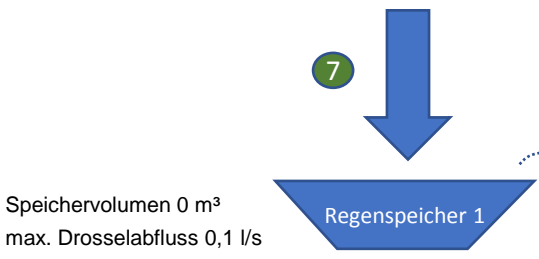 7
Speichervolumen 0 m³
Regenspeicher 1
max. Drosselabfluss 0,1 l/s